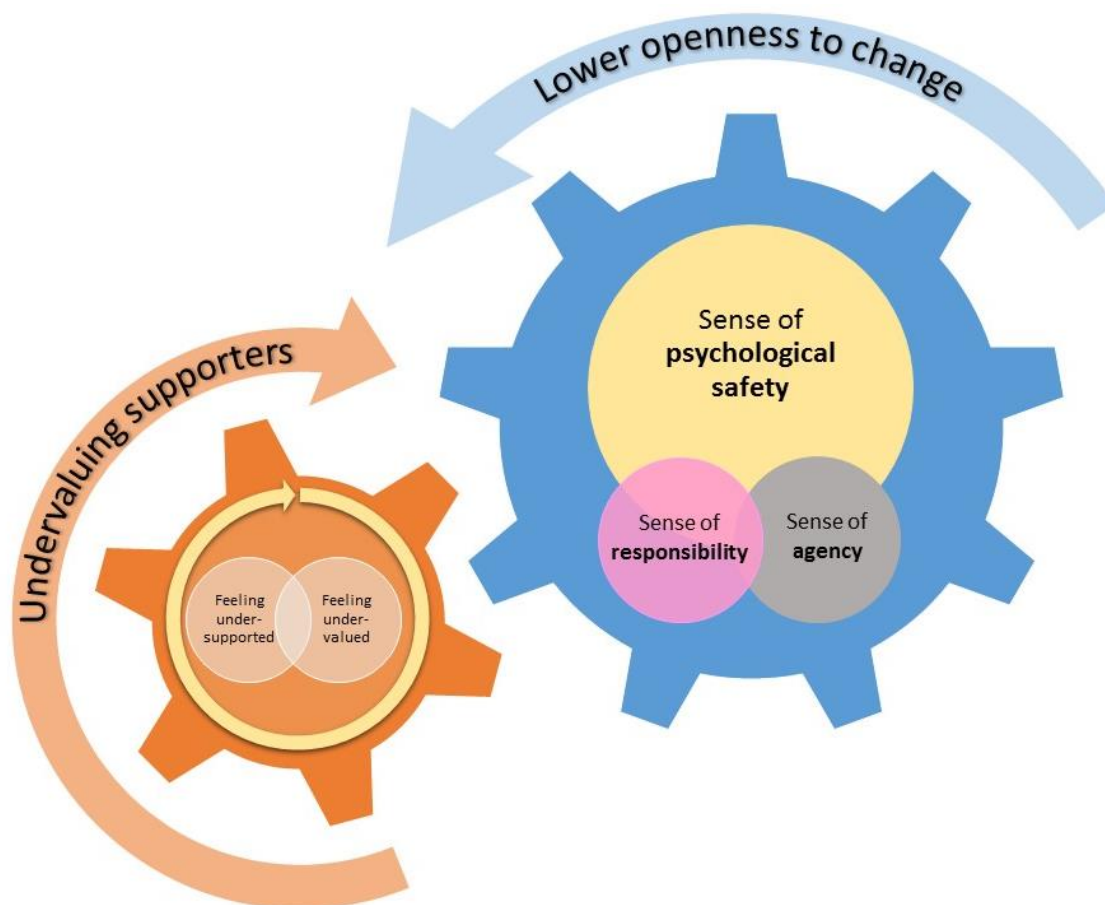 Lower openness to change
Undervaluing supporters
Sense of
psychological
safety
Sense of
responsibility
Sense of
agency
Feeling
under-
supported
Feeling
under-
valued